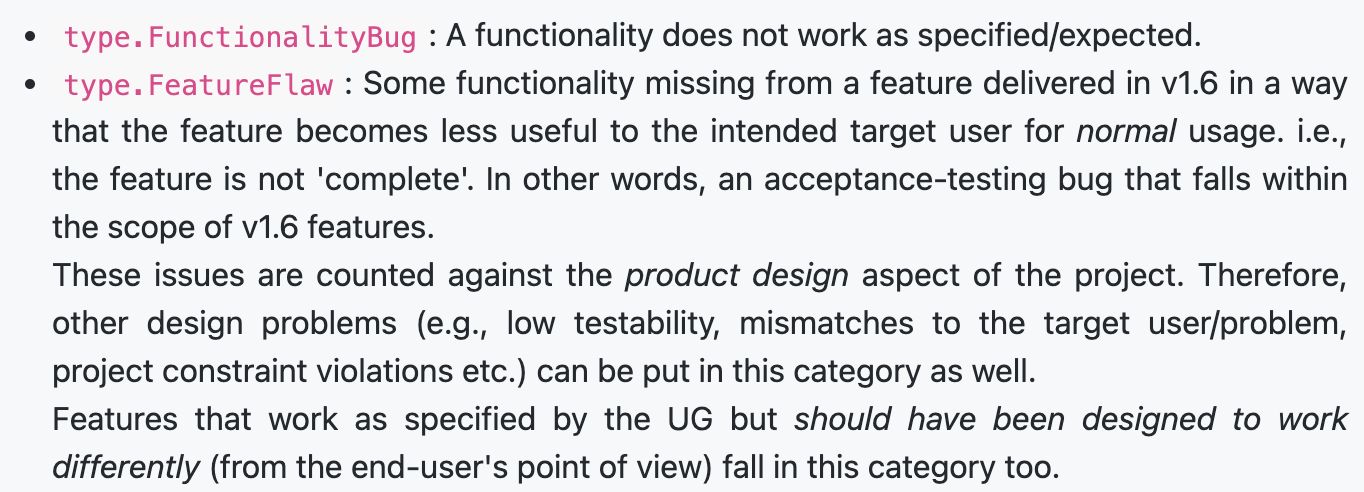 • type.FunctionalityBug : A functionality does not work as specified/expected.
• type.FeatureFlaw : Some functionality missing from a feature delivered in v1.6 in a way
that the feature becomes less useful to the intended target user for normal usage. i.e.,
the feature is not 'complete'. In other words, an acceptance-testing bug that falls within
the scope of v1.6 features.
These issues are counted against the product design aspect of the project. Therefore,
other design problems (e.g., low testability, mismatches to the target user/problem,
project constraint violations etc.) can be put in this category as well.
Features that work as specified by the UG but should have been designed to work
differently (from the end-user's point of view) fall in this category too.